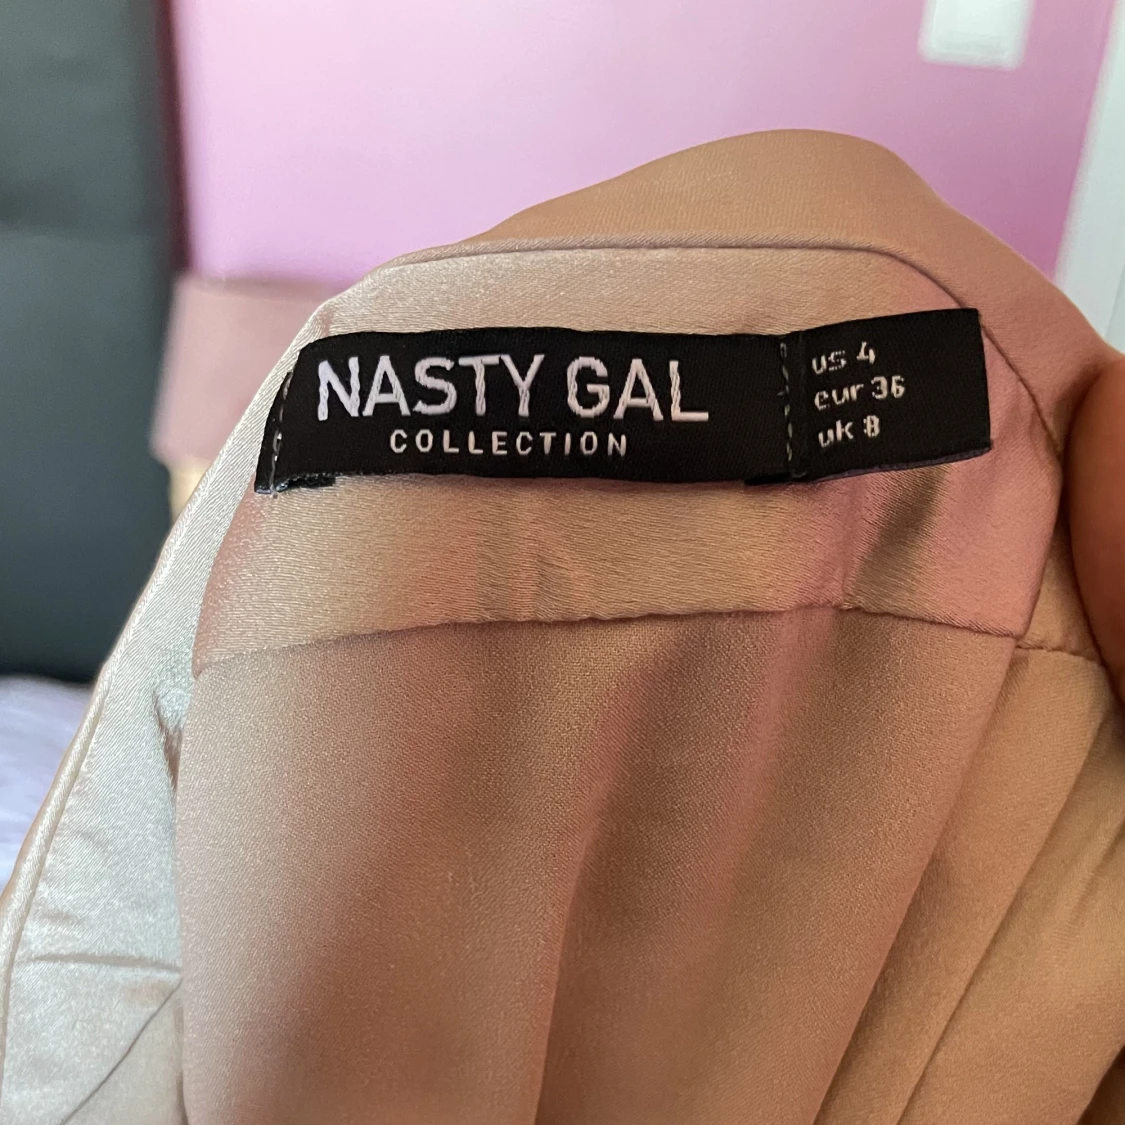 NASTY GAL
COLLECTION
us 4
eur 36
uk 8